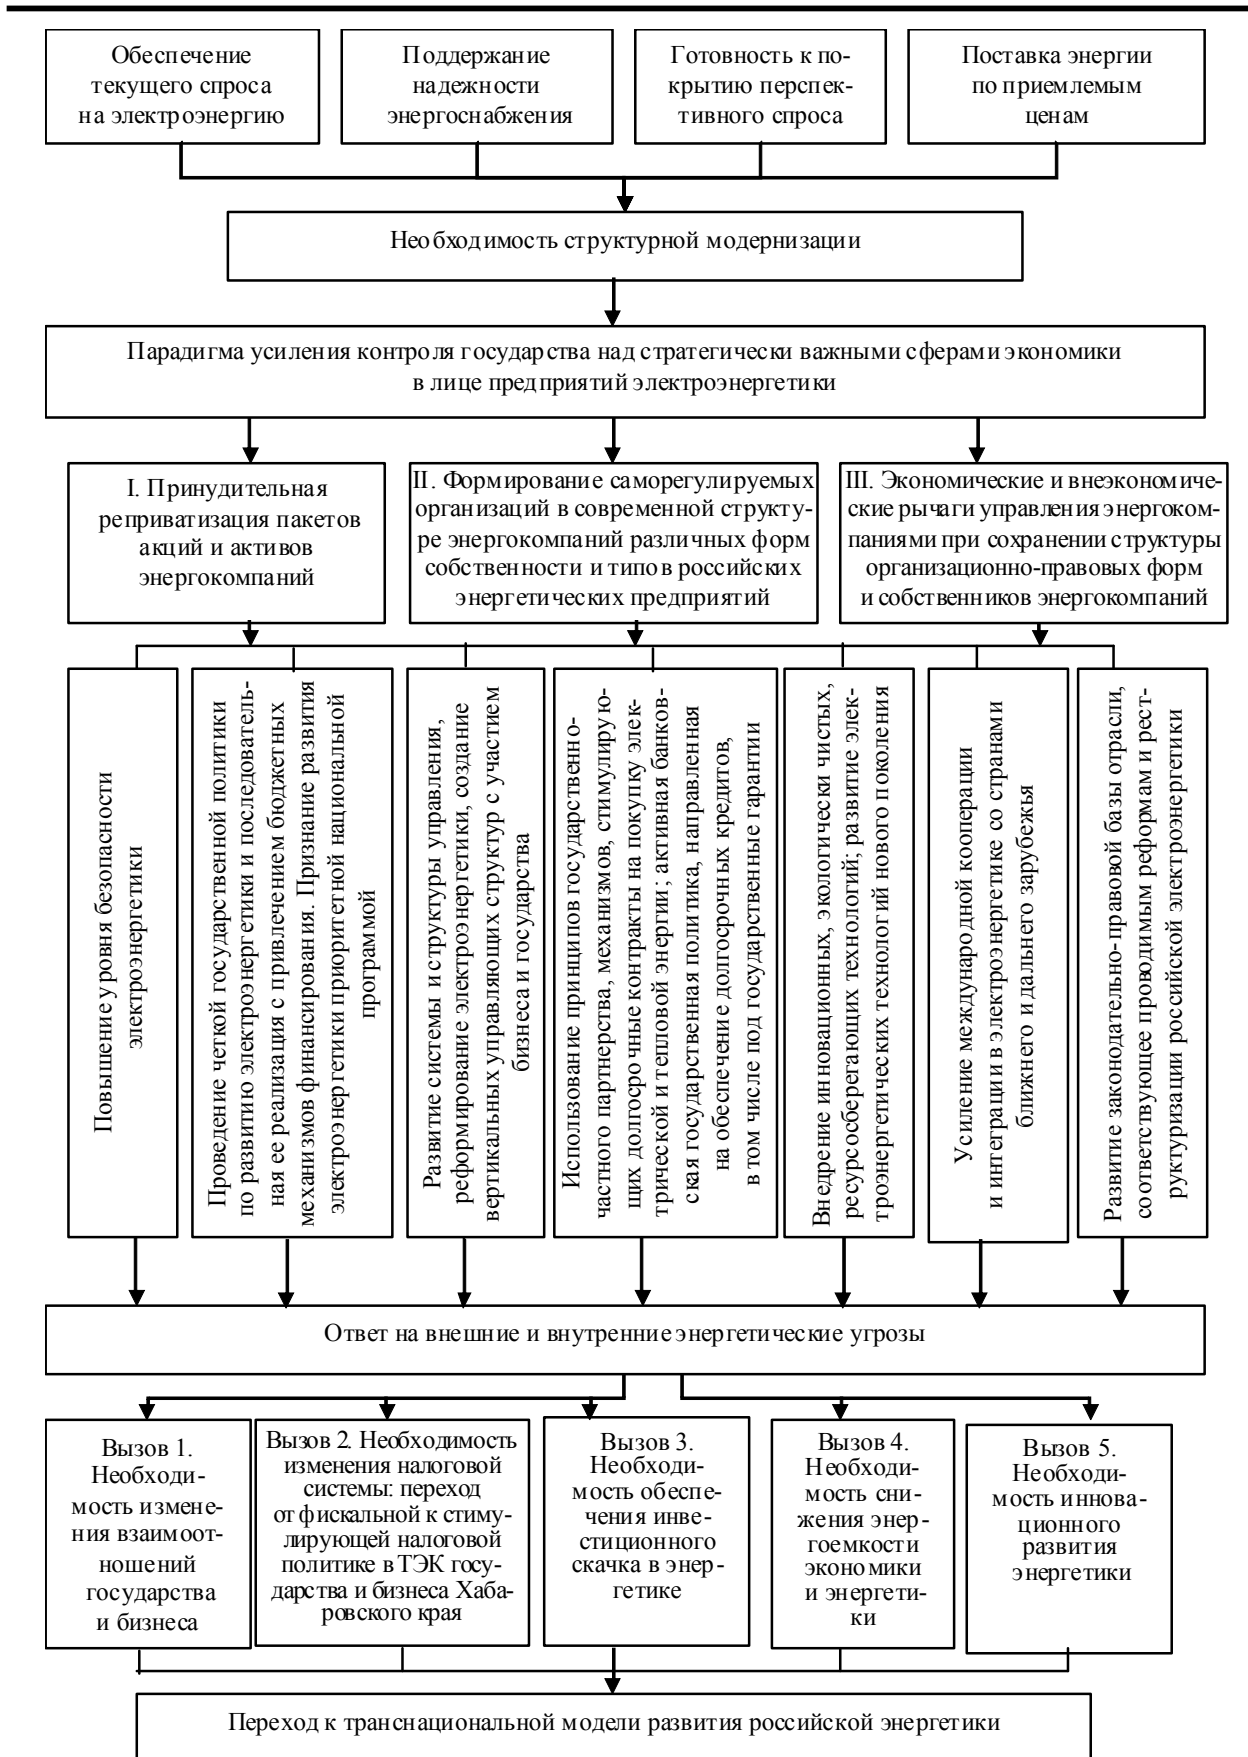 Обеспечение
текущего спроса
на электроэнергию
Поддержание
надежности
энергоснабжения
Готовность к по-
крытию перспек-
тивного спроса
Поставка энергии
по приемлемым
ценам
Необходимость структурной модернизации
Парадигма усиления контроля государства над стратегически важными сферами экономики
в лице предприятий электроэнергетики
I. Принудительная
реприватизация пакетов
акций и активов
энергокомпаний
II. Формирование саморегулируемых
организаций в современной структу-
ре энергокомпаний различных форм
собственности и типов российских
энергетических предприятий
III. Экономические и внеэкономиче-
ские рычаги управления энергоком-
паниями при сохранении структуры
организационно-правовых форм
и собственников энергокомпаний
Повышение уровня безопасности
электроэнергетики
Проведение четкой государственной политики
по развитию электроэнергетики и последователь-
ная ее реализация с привлечением бюджетных
механизмов финансирования. Признание развития
электроэнергетики приоритетной национальной
программой
Развитие системы и структуры управления,
реформирование электроэнергетики, создание
вертикальных управляющих структур с участием
бизнеса и государства
Использование принципов государственно-
частного партнерства, механизмов, стимулирую-
щих долгосрочные контракты на покупку элек-
трической и тепловой энергии; активная банков-
ская государственная политика, направленная
на обеспечение долгосрочных кредитов,
в том числе под государственные гарантии
Внедрение инновационных, экологически чистых,
ресурсосберегающих технологий; развитие элек-
троэнергетических технологий нового поколения
Усиление международной кооперации
и интеграции в электроэнергетике со странами
ближнего и дальнего зарубежья
Развитие законодательно-правовой базы отрасли,
соответствующее проводимым реформам и рест-
руктуризации российской электроэнергетики
Ответ на внешние и внутренние энергетические угрозы
Вызов 1.
Необходи-
мость измене-
ния взаимоот-
ношений
государства
и бизнеса
Вызов 2. Необходимость
изменения налоговой
системы: переход
от фискальной к стиму-
лирующей налоговой
политике в ТЭК госу-
дарства и бизнеса Хаба-
ровского края
Вызов 3.
Необходи-
мость обеспе-
чения инве-
стиционного
скачка в энер-
гетике
Вызов 4.
Необходи-
мость сни-
жения энер-
гоемкости
экономики
и энергети-
ки
Вызов 5.
Необходи-
мость иннова-
ционного
развития
энергетики
Переход к транснациональной модели развития российской энергетики